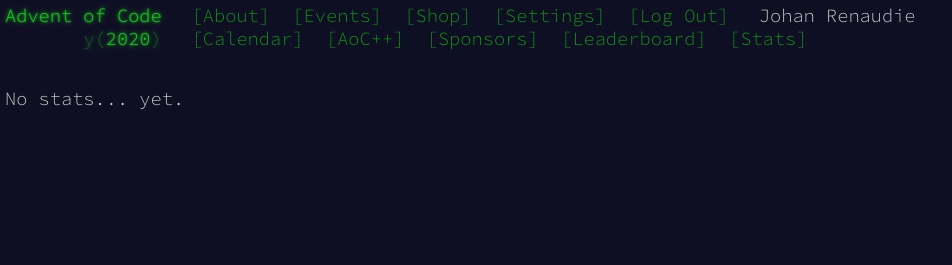 Advent of Code [About] [Events] [Shop] [Settings] [Log Out] Johan Renaudie
y(2020) [Calendar] [AoC++] [Sponsors] [Leaderboard] [Stats]
No stats... yet.